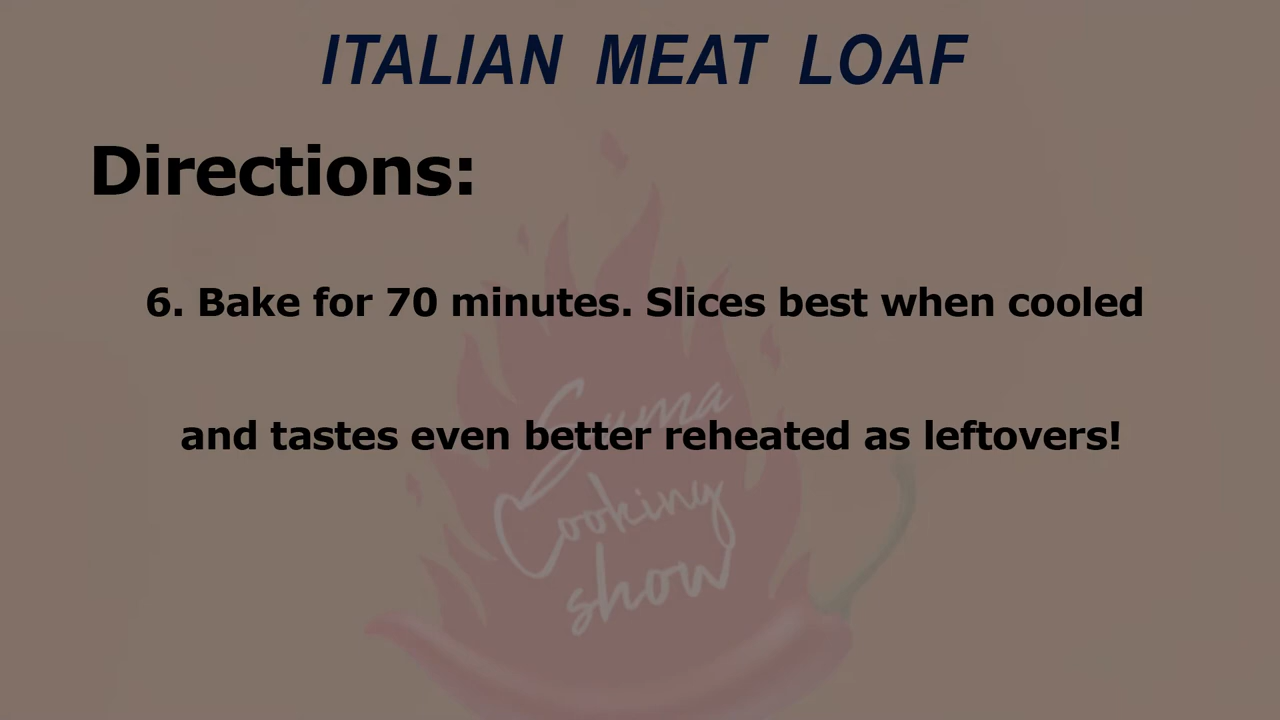 ITALIAN MEAT LOAF
Directions:
6. Bake for 70 minutes. Slices best when cooled
and tastes even better reheated as leftovers!
Suma
Cooking
show